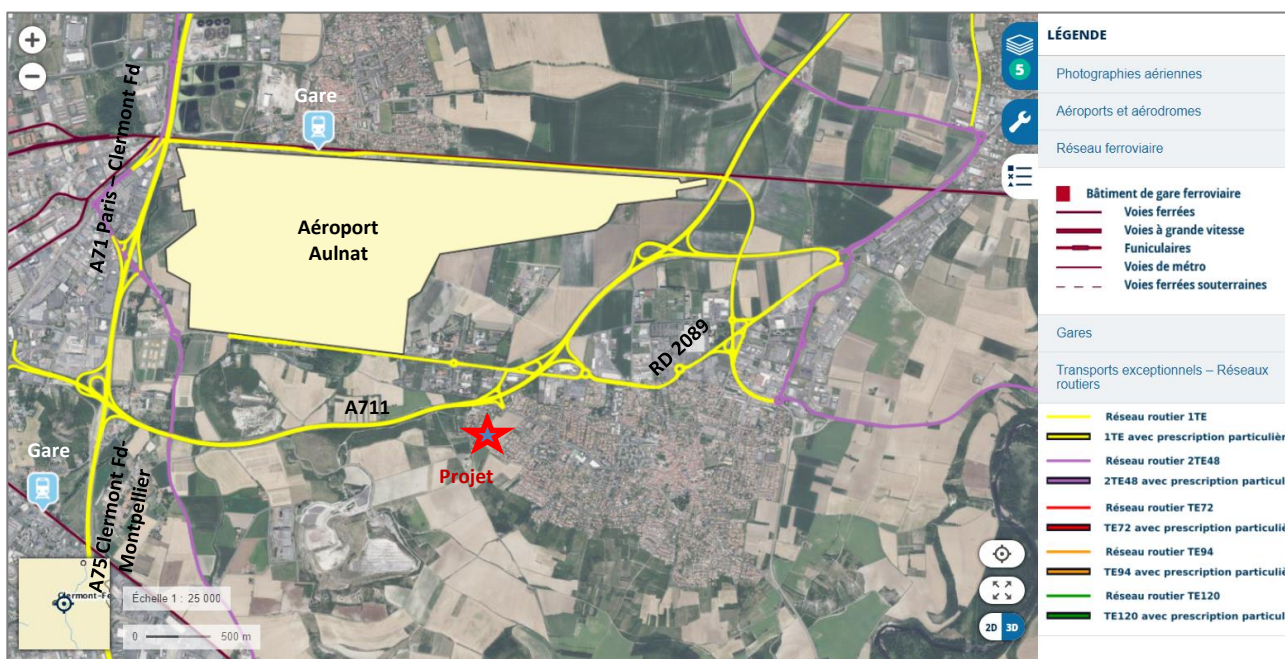 Gare
A71 Paris – Clermont Fd
Aéroport
Aulnat
RD 2089
A711
Projet
Gare
A75 Clermont Fd-
Montpellier
Échelle 1 : 25 000
0 500 m
5
2D 3D
LÉGENDE
Photographies aériennes
Aéroports et aérodromes
Réseau ferroviaire
Bâtiment de gare ferroviaire
Voies ferrées
Voies à grande vitesse
Funiculaires
Voies de métro
Voies ferrées souterraines
Gares
Transports exceptionnels – Réseaux
routiers
Réseau routier 1TE
1TE avec prescription particulièr
Réseau routier 2TE48
2TE48 avec prescription particul
Réseau routier TE72
TE72 avec prescription particuliè
Réseau routier TE94
TE94 avec prescription particuliè
Réseau routier TE120
TE120 avec prescription particul